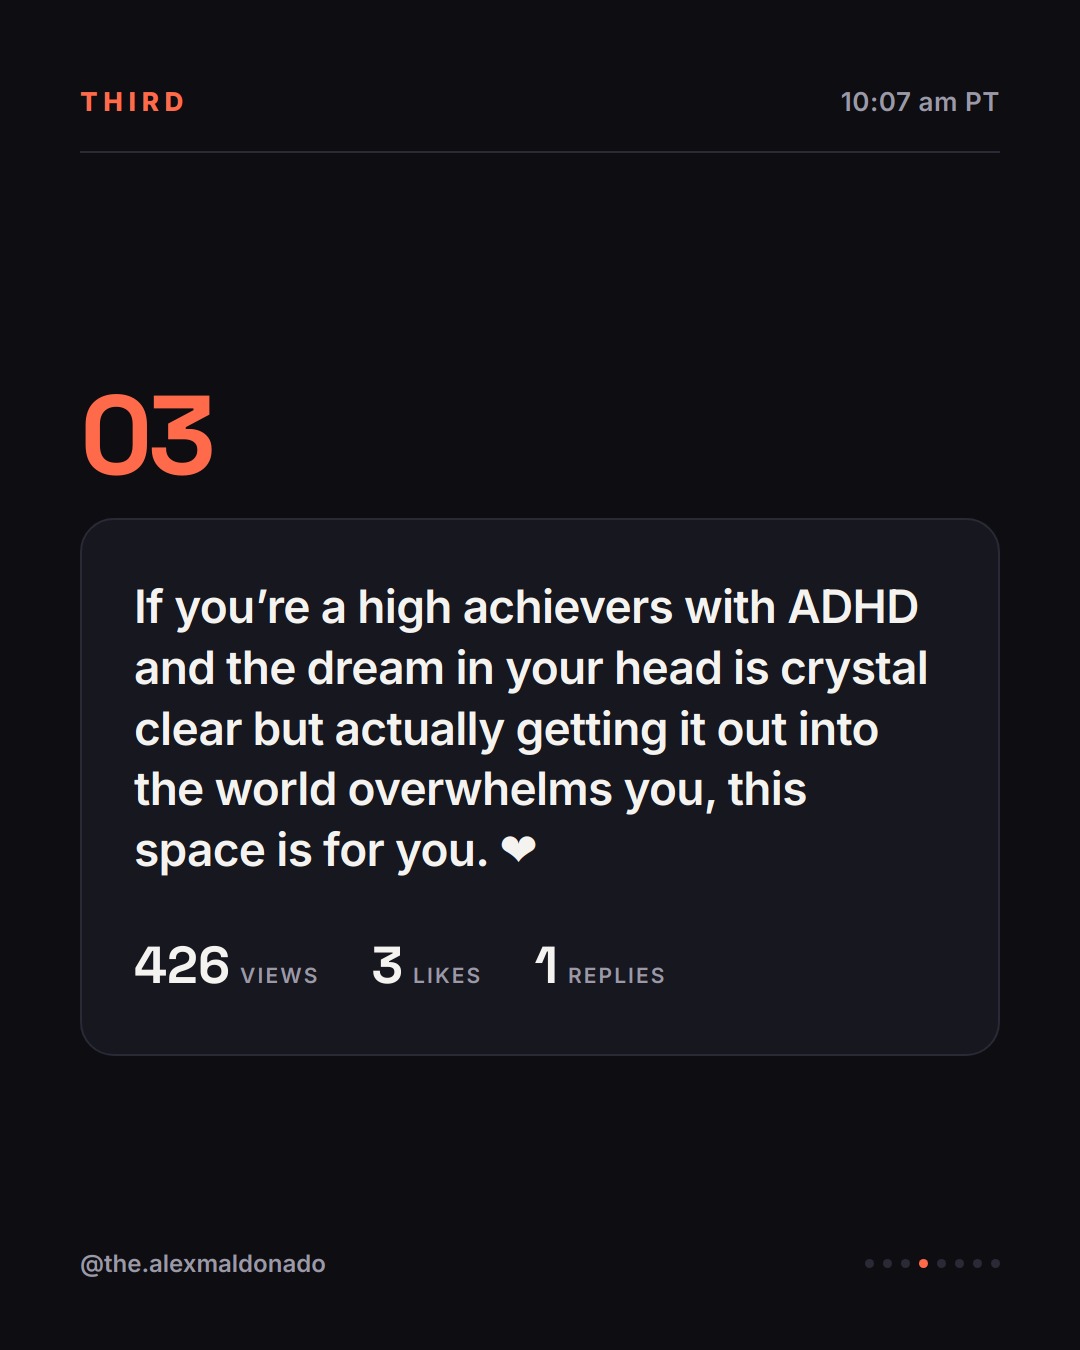 THIRD
10:07 am PT
03
If you’re a high achievers with ADHD
and the dream in your head is crystal
clear but actually getting it out into
the world overwhelms you, this
space is for you. ❤
426 VIEWS 3 LIKES 1 REPLIES
@the.alexmaldonado